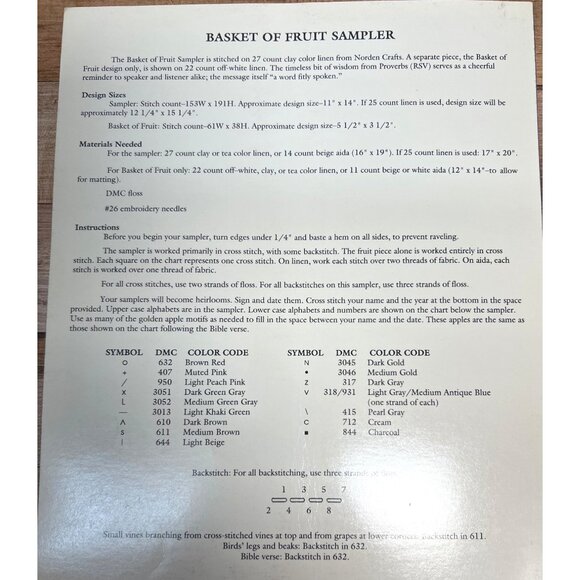 BASKET OF FRUIT SAMPLER
The Basket of Fruit Sampler is stitched on 27 count clay color linen from Norden Crafts. A separate piece, the Basket of
Fruit design only, is shown on 22 count off-white linen. The timeless bit of wisdom from Proverbs (RSV) serves as a cheerful
reminder to speaker and listener alike; the message itself "a word fitly spoken."
Design Sizes
Sampler: Stitch count–153W x 191H. Approximate design size–11" x 14". If 25 count linen is used, design will be
approximately 12 1/4" x 15 1/4".
Basket of Fruit: Stitch count–61W x 38H. Approximate design size–5 1/2" x 3 1/2".
Materials Needed
For the sampler: 27 count clay or tea color linen, or 14 count beige aida (16" x 19"). If 25 count linen is used: 17" x 20".
For Basket of Fruit only: 22 count off-white, clay, or tea color linen, or 11 count beige or white aida (12" x 14"–to allow
for matting).
DMC floss
#26 embroidery needles
Instructions
Before you begin your sampler, turn edges under 1/4" and baste a hem on all sides, to prevent raveling.
The sampler is worked primarily in cross stitch, with some backstitch. The fruit piece alone is worked entirely in cross
stitch. Each square on the chart represents one cross stitch. On linen, work each stitch over two threads of fabric. On aida, each
stitch is worked over one thread of fabric.
For all cross stitches, use two strands of floss. For all backstitches on this sampler, use three strands of floss.
Your samplers will become heirlooms. Sign and date them. Cross stitch your name and the year at the bottom in the space
provided. Upper case alphabets are in the sampler. Lower case alphabets and numbers are shown on the chart below the sampler.
Use as many of the golden apple motifs as needed to fill in the space between your name and the date. These apples are the same as
those shown on the chart following the Bible verse.
SYMBOL DMC COLOR CODE SYMBOL DMC COLOR CODE
O 632 Brown Red N 3045 Dark Gold
+ 407 Muted Pink • 3046 Medium Gold
/ 950 Light Peach Pink Z 317 Dark Gray
X 3051 Dark Green Gray V 318/931 Light Gray/Medium Antique Blue
L 3052 Medium Green Gray (one strand of each)
— 3013 Light Khaki Green \ 415 Pearl Gray
Λ 610 Dark Brown C 712 Cream
S 611 Medium Brown ■ 844 Charcoal
| 644 Light Beige
Backstitch: For all backstitching, use three strands of floss.
1 3 5 7
2 4 6 8
Small vines branching from cross-stitched vines at top and from grapes at lower corners: Backstitch in 611.
Birds' legs and beaks: Backstitch in 632.
Bible verse: Backstitch in 632.